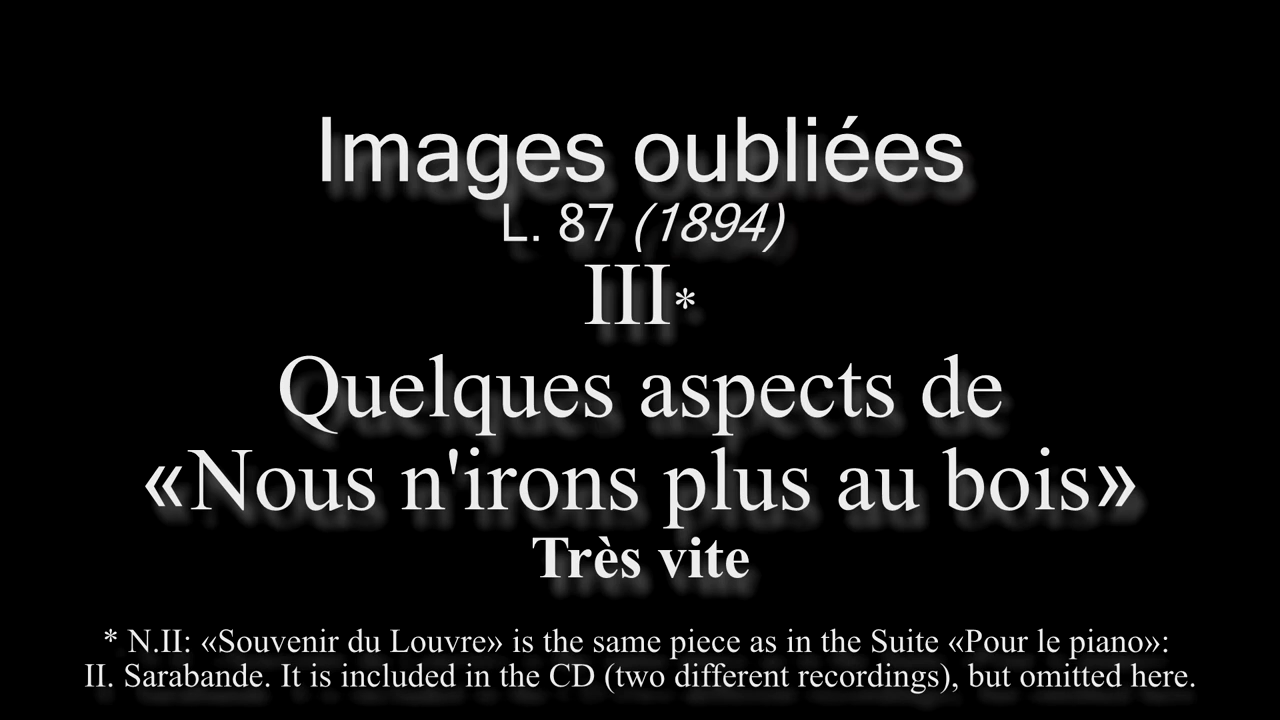 Images oubliées
L. 87 (1894)
III*
Quelques aspects de
«Nous n'irons plus au bois»
Très vite
* N.II: «Souvenir du Louvre» is the same piece as in the Suite «Pour le piano»:
II. Sarabande. It is included in the CD (two different recordings), but omitted here.